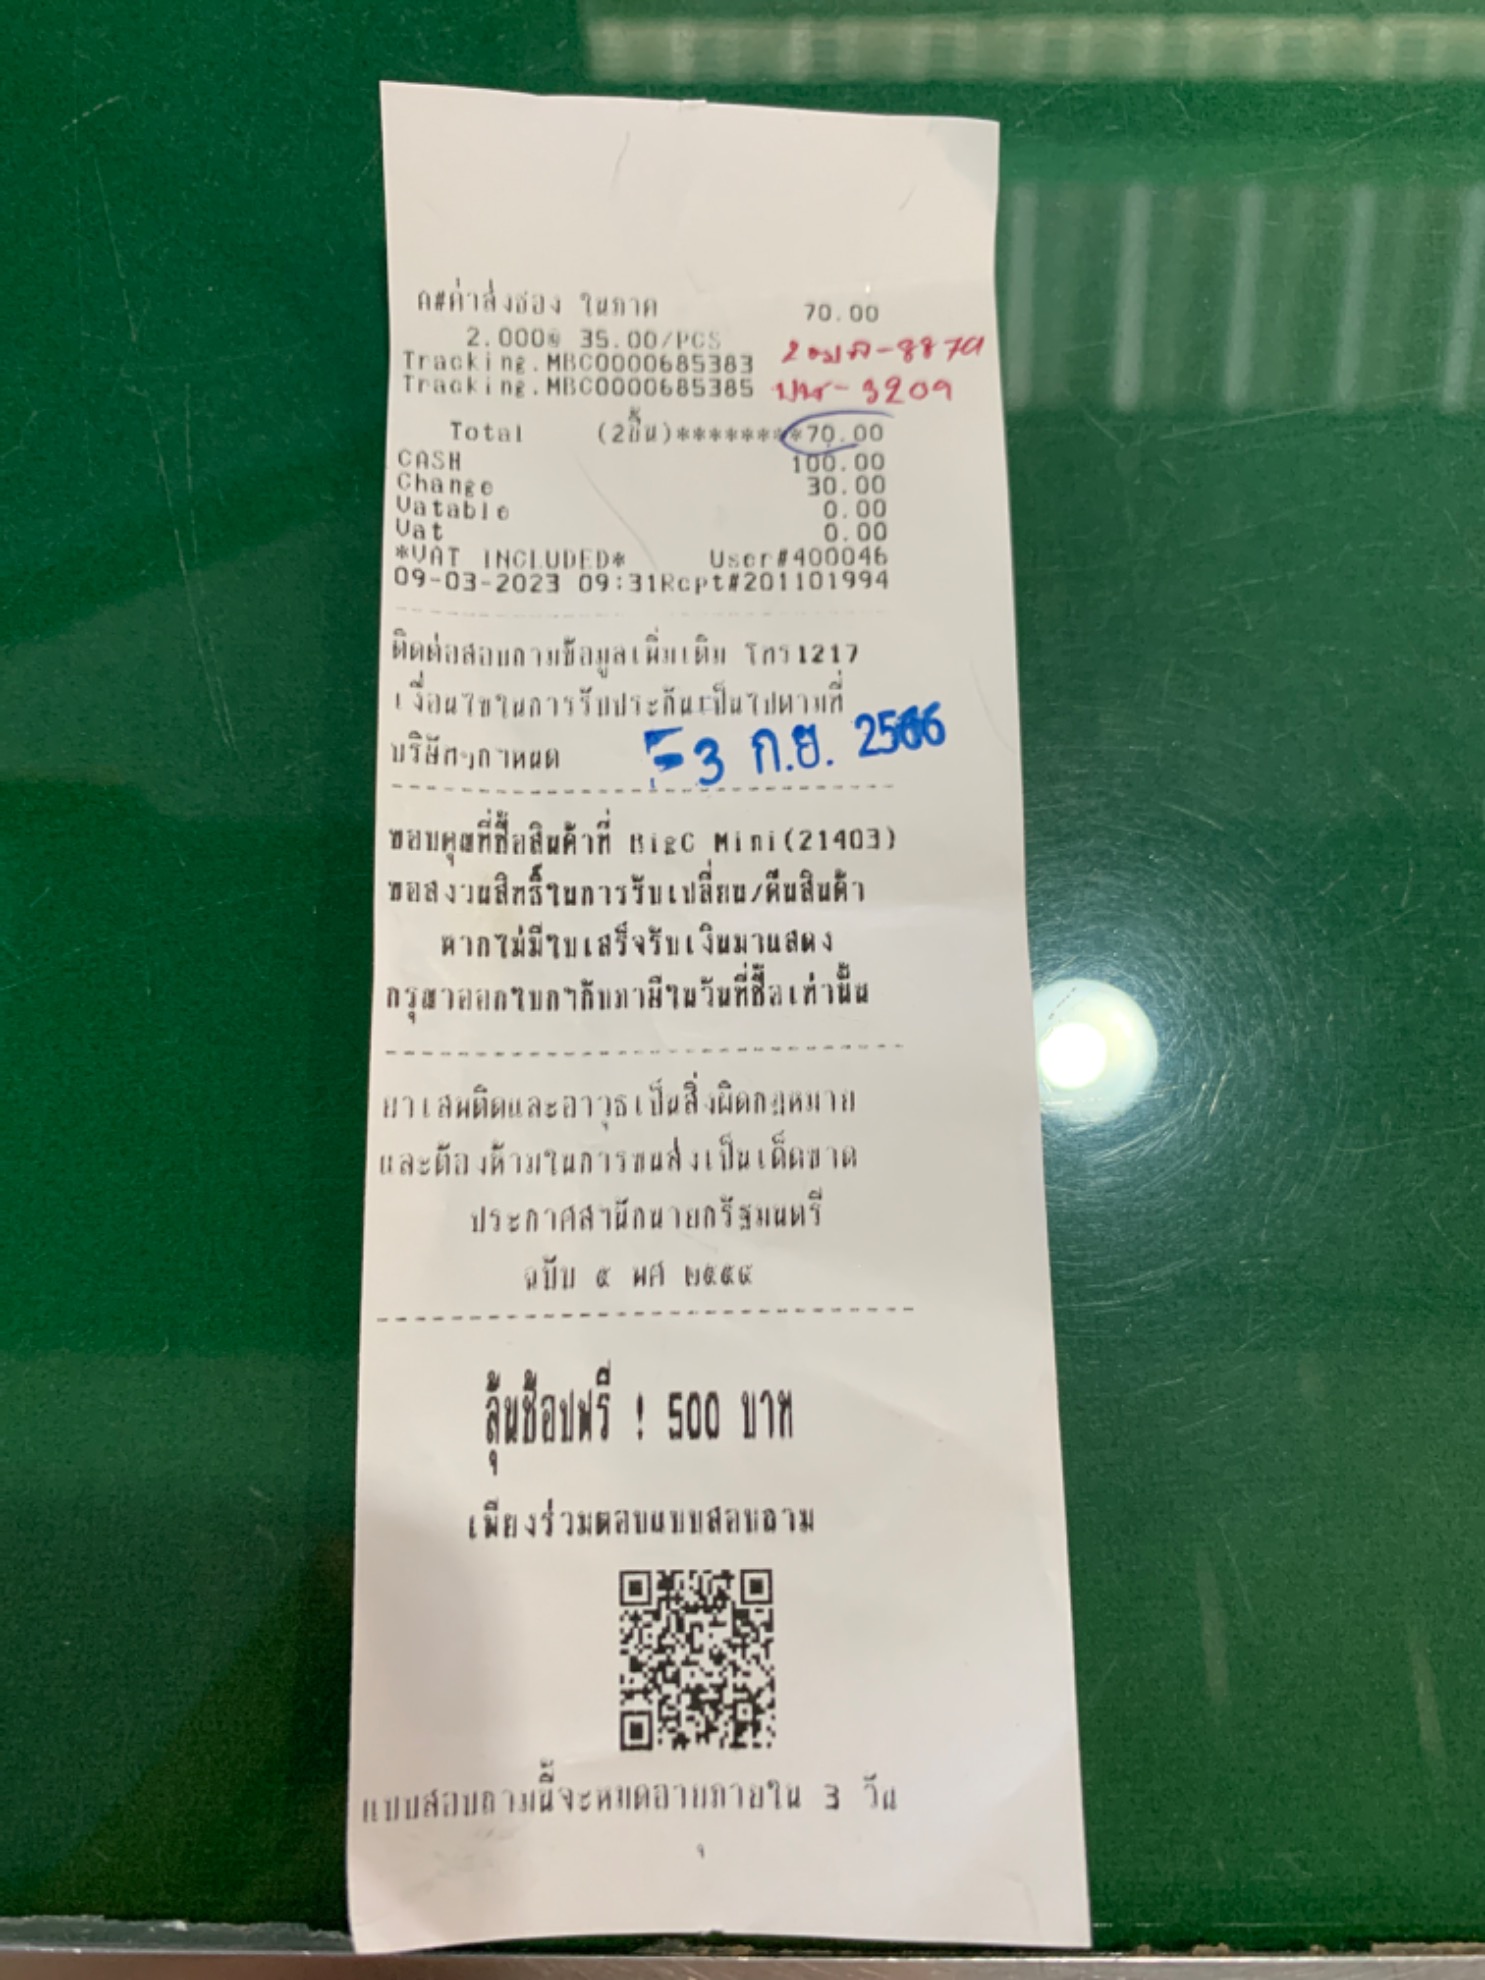 ค#ค่าส่งซอง ในภาค 70.00
2.000@ 35.00/PCS
Tracking.MBC0000685383
Tracking.MBC0000685385 3209
Total (2ชิ้น)********70.00
CASH 100.00
Change 30.00
Vatable 0.00
Vat 0.00
*VAT INCLUDED* User#400046
09-03-2023 09:31Rcpt#201101994
ติดต่อสอบถามข้อมูลเพิ่มเติม โทร1217
เงื่อนไขในการรับประกันเป็นไปตามที่
บริษัทฯกำหนด
-3 ก.ย. 2566
ขอบคุณที่ซื้อสินค้าที่ BigC Mini(21403)
ขอสงวนสิทธิ์ในการรับเปลี่ยน/คืนสินค้า
หากไม่มีใบเสร็จรับเงินมาแสดง
กรุณาออกใบกำกับภาษีในวันที่ซื้อเท่านั้น
ยาเสพติดและอาวุธเป็นสิ่งผิดกฎหมาย
และต้องห้ามในการขนส่งเป็นเด็ดขาด
ประกาศสำนักนายกรัฐมนตรี
ฉบับ ๕ พศ ๒๕๕๔
ลุ้นช้อปฟรี ! 500 บาท
เพียงร่วมตอบแบบสอบถาม
แบบสอบถามนี้จะหมดอายุภายใน 3 วัน